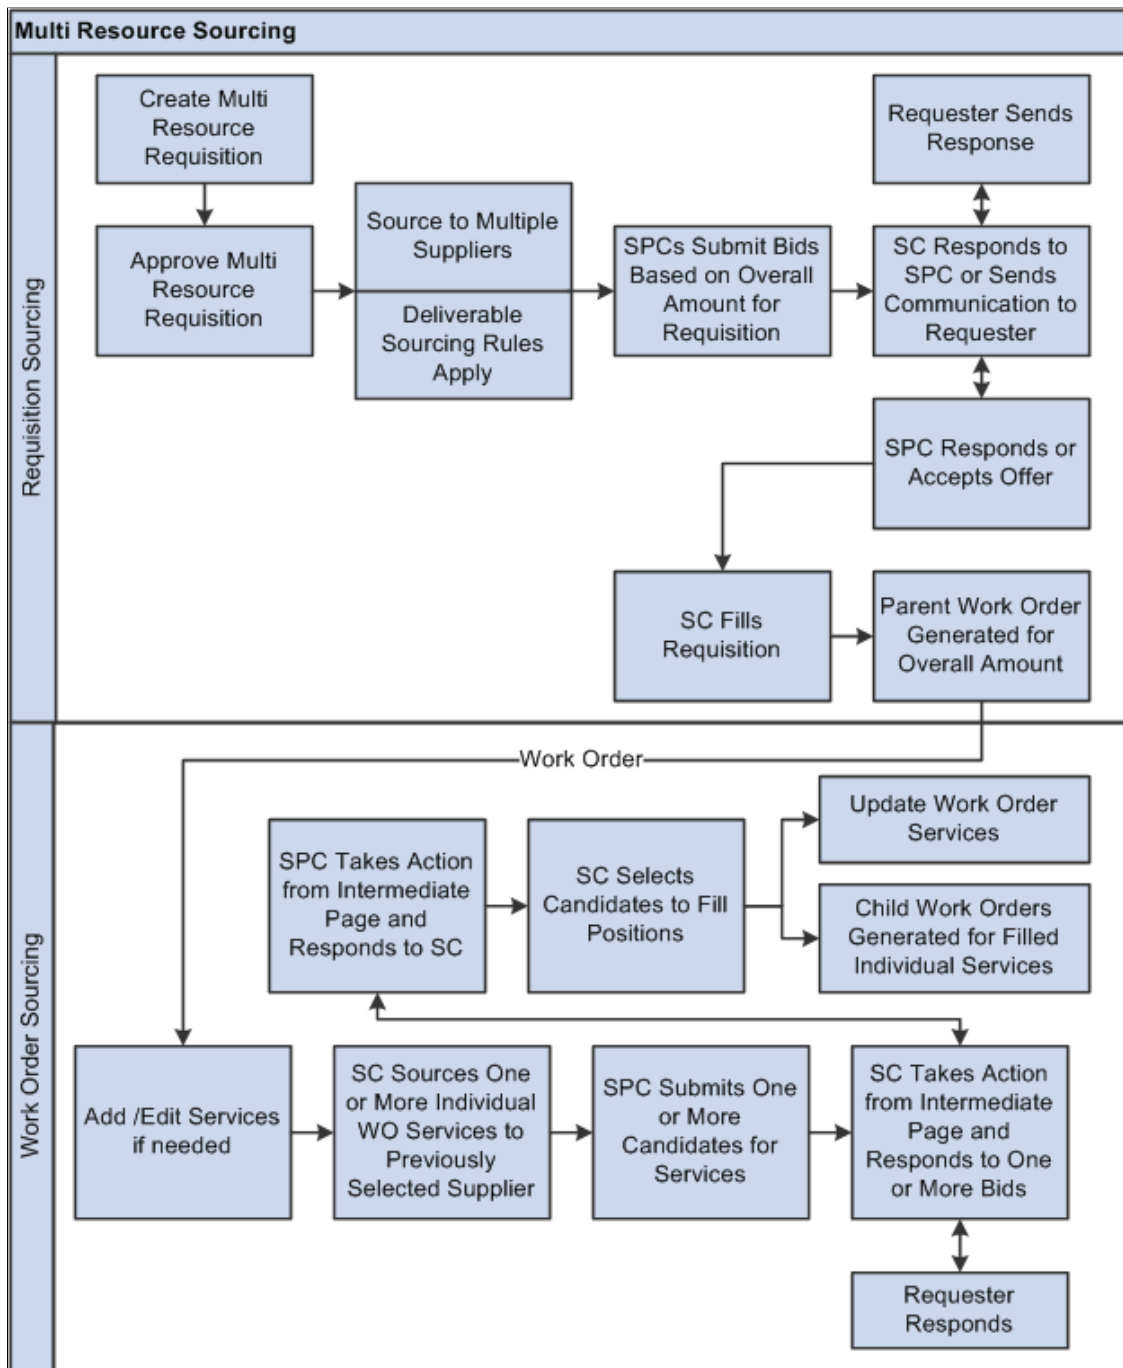 Multi Resource Sourcing
Requisition Sourcing
Create Multi
Resource
Requisition
Approve Multi
Resource
Requisition
Source to Multiple
Suppliers
Deliverable
Sourcing Rules
Apply
SPCs Submit Bids
Based on Overall
Amount for
Requisition
Requester Sends
Response
SC Responds to
SPC or Sends
Communication to
Requester
SPC Responds or
Accepts Offer
SC Fills
Requisition
Parent Work Order
Generated for
Overall Amount
Work Order Sourcing
Work Order
SPC Takes Action
from Intermediate
Page and
Responds to SC
SC Selects
Candidates to Fill
Positions
Update Work Order
Services
Child Work Orders
Generated for Filled
Individual Services
Add /Edit Services
if needed
SC Sources One
or More Individual
WO Services to
Previously
Selected Supplier
SPC Submits One
or More
Candidates for
Services
SC Takes Action
from Intermediate
Page and
Responds to One
or More Bids
Requester
Responds